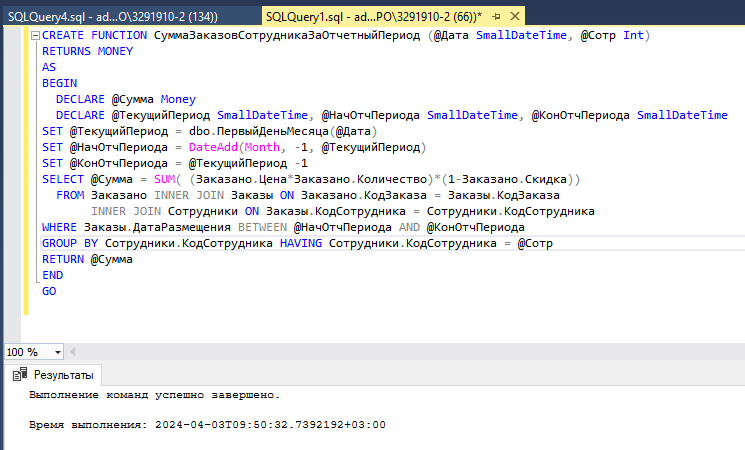 SQLQuery4.sql - ad...O\3291910-2 (134))
SQLQuery1.sql - ad...PO\3291910-2 (66))*
CREATE FUNCTION СуммаЗаказовСотрудникаЗаОтчетныйПериод (@Дата SmallDateTime, @Сотр Int)
RETURNS MONEY
AS
BEGIN
DECLARE @Сумма Money
DECLARE @ТекущийПериод SmallDateTime, @НачОтчПериода SmallDateTime, @КонОтчПериода SmallDateTime
SET @ТекущийПериод = dbo.ПервыйДеньМесяца(@Дата)
SET @НачОтчПериода = DateAdd(Month, -1, @ТекущийПериод)
SET @КонОтчПериода = @ТекущийПериод -1
SELECT @Сумма = SUM( (Заказано.Цена*Заказано.Количество)*(1-Заказано.Скидка))
FROM Заказано INNER JOIN Заказы ON Заказано.КодЗаказа = Заказы.КодЗаказа
INNER JOIN Сотрудники ON Заказы.КодСотрудника = Сотрудники.КодСотрудника
WHERE Заказы.ДатаРазмещения BETWEEN @НачОтчПериода AND @КонОтчПериода
GROUP BY Сотрудники.КодСотрудника HAVING Сотрудники.КодСотрудника = @Сотр
RETURN @Сумма
END
GO
100 %
Результаты
Выполнение команд успешно завершено.
Время выполнения: 2024-04-03T09:50:32.7392192+03:00